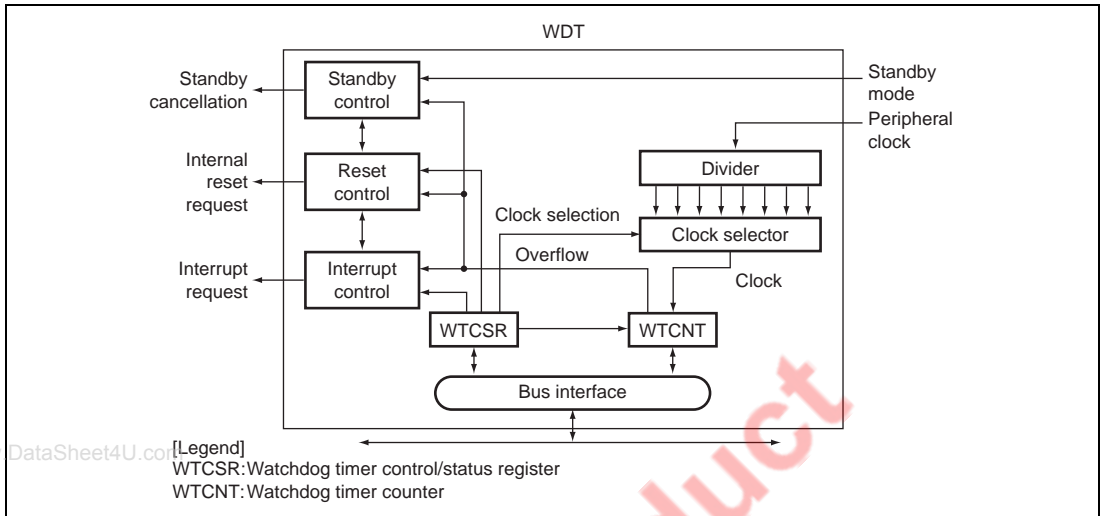 WDT
Standby
cancellation
Standby
control
Standby
mode
Peripheral
clock
Internal
reset
request
Reset
control
Divider
Clock selection
Clock selector
Overflow
Clock
Interrupt
request
Interrupt
control
WTCSR
WTCNT
Bus interface
.DataSheet4U.com
[Legend]
WTCSR: Watchdog timer control/status register
WTCNT: Watchdog timer counter
duct